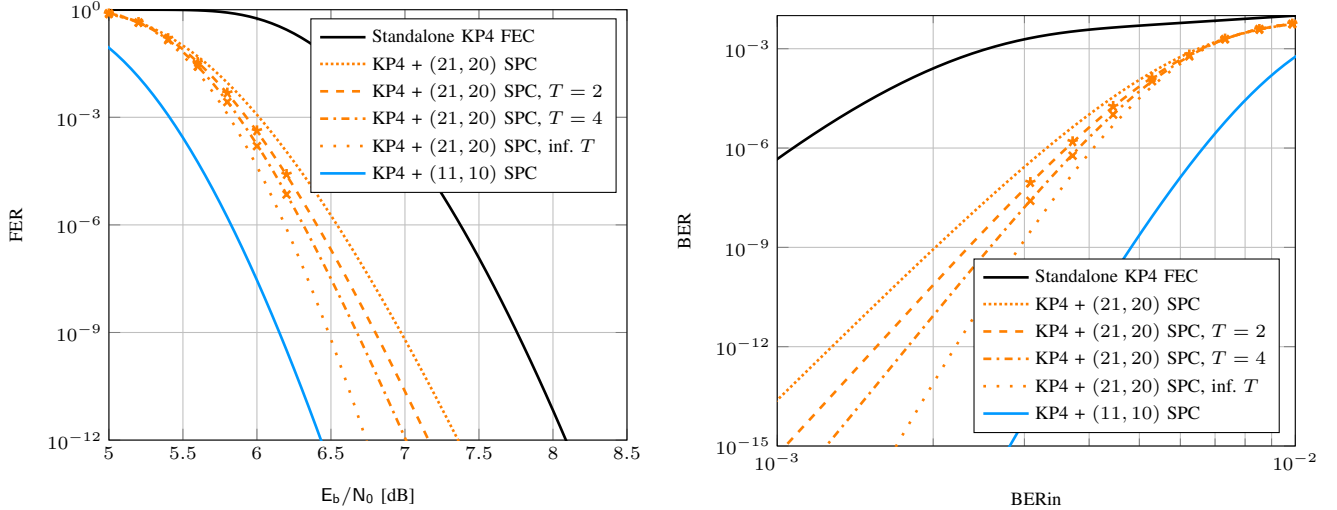 10^0
10^{-3}
10^{-6}
10^{-9}
10^{-12}
FER
5
5.5
6
6.5
7
7.5
8
8.5
E_b/N_0 [dB]
Standalone KP4 FEC
KP4 + (21, 20) SPC
KP4 + (21, 20) SPC, T = 2
KP4 + (21, 20) SPC, T = 4
KP4 + (21, 20) SPC, inf. T
KP4 + (11, 10) SPC
10^{-3}
10^{-6}
10^{-9}
10^{-12}
10^{-15}
BER
10^{-3}
10^{-2}
BERin
Standalone KP4 FEC
KP4 + (21, 20) SPC
KP4 + (21, 20) SPC, T = 2
KP4 + (21, 20) SPC, T = 4
KP4 + (21, 20) SPC, inf. T
KP4 + (11, 10) SPC